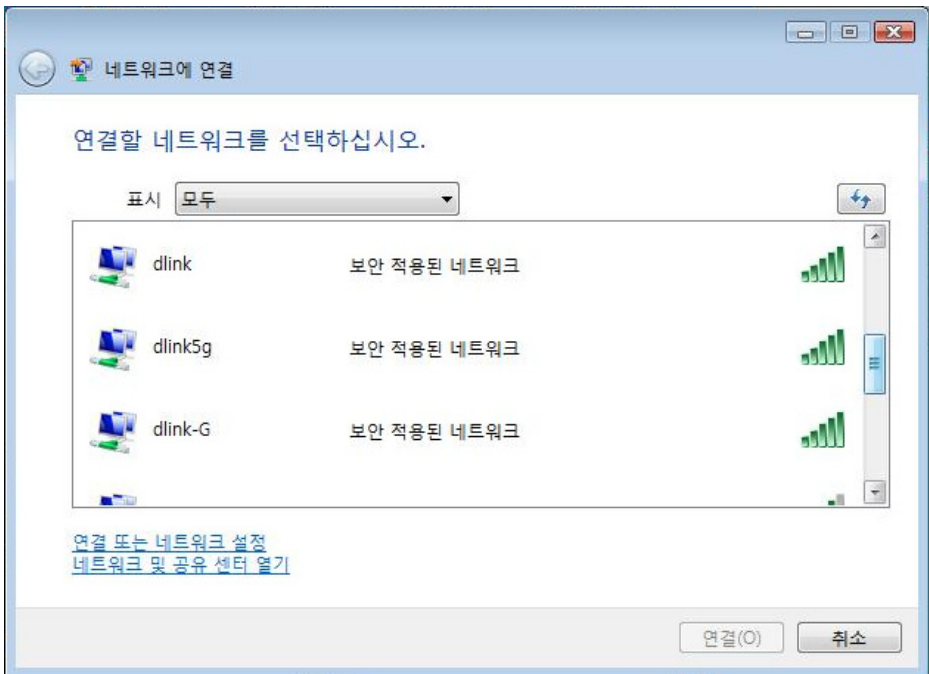 네트워크에 연결
연결할 네트워크를 선택하십시오.
표시 모두
dlink 보안 적용된 네트워크
dlink5g 보안 적용된 네트워크
dlink-G 보안 적용된 네트워크
연결 또는 네트워크 설정
네트워크 및 공유 센터 열기
연결(O) 취소